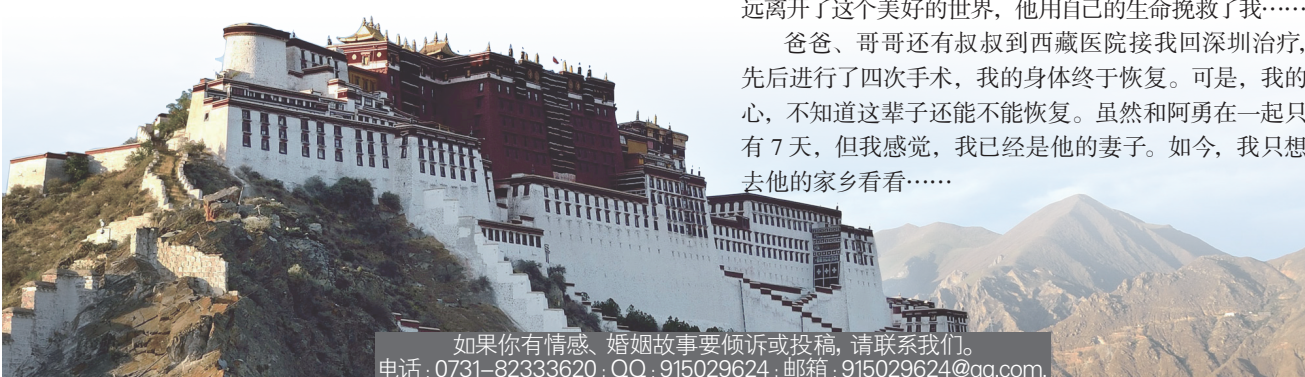 远离开了这个美好的世界，他用自己的生命挽救了我……
爸爸、哥哥还有叔叔到西藏医院接我回深圳治疗，
先后进行了四次手术，我的身体终于恢复。可是，我的
心，不知道这辈子还能不能恢复。虽然和阿勇在一起只
有 7 天，但我感觉，我已经是他的妻子。如今，我只想
去他的家乡看看……
如果你有情感、婚姻故事要倾诉或投稿，请联系我们。
电话：0731-82333620；QQ：915029624；邮箱：915029624@qq.com.